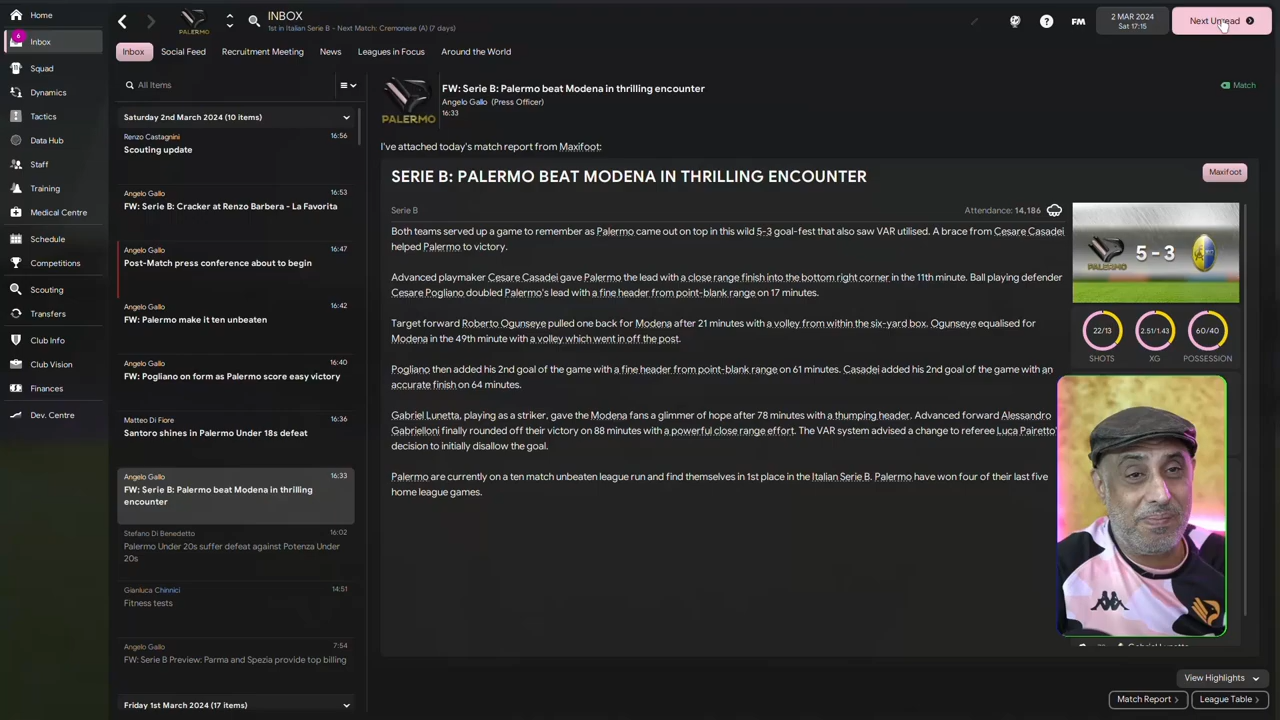 Home
6
Inbox
Squad
Dynamics
Tactics
Data Hub
Staff
Training
Medical Centre
Schedule
Competitions
Scouting
Transfers
Club Info
Club Vision
Finances
Dev. Centre
PALERMO
INBOX
1st in Italian Serie B - Next Match: Cremonese (A) (7 days)
?
FM
2 MAR 2024
Sat 17:15
Next Unread
Inbox
Social Feed
Recruitment Meeting
News
Leagues in Focus
Around the World
All Items
Saturday 2nd March 2024 (10 items)
Renzo Castagnini
16:56
Scouting update
Angelo Gallo
16:53
FW: Serie B: Cracker at Renzo Barbera - La Favorita
Angelo Gallo
16:47
Post-Match press conference about to begin
Angelo Gallo
16:42
FW: Palermo make it ten unbeaten
Angelo Gallo
16:40
FW: Pogliano on form as Palermo score easy victory
Matteo Di Fiore
16:36
Santoro shines in Palermo Under 18s defeat
Angelo Gallo
16:33
FW: Serie B: Palermo beat Modena in thrilling
encounter
Stefano Di Benedetto
16:02
Palermo Under 20s suffer defeat against Potenza Under
20s
Gianluca Chinnici
14:51
Fitness tests
Angelo Gallo
7:54
FW: Serie B Preview: Parma and Spezia provide top billing
Friday 1st March 2024 (17 items)
PALERMO
FW: Serie B: Palermo beat Modena in thrilling encounter
Angelo Gallo (Press Officer)
16:33
Match
I've attached today's match report from Maxifoot:
SERIE B: PALERMO BEAT MODENA IN THRILLING ENCOUNTER
Maxifoot
Serie B
Attendance: 14,186
Both teams served up a game to remember as Palermo came out on top in this wild 5-3 goal-fest that also saw VAR utilised. A brace from Cesare Casadei
helped Palermo to victory.
Advanced playmaker Cesare Casadei gave Palermo the lead with a close range finish into the bottom right corner in the 11th minute. Ball playing defender
Cesare Pogliano doubled Palermo's lead with a fine header from point-blank range on 17 minutes.
Target forward Roberto Ogunseye pulled one back for Modena after 21 minutes with a volley from within the six-yard box. Ogunseye equalised for
Modena in the 49th minute with a volley which went in off the post.
Pogliano then added his 2nd goal of the game with a fine header from point-blank range on 61 minutes. Casadei added his 2nd goal of the game with an
accurate finish on 64 minutes.
Gabriel Lunetta, playing as a striker, gave the Modena fans a glimmer of hope after 78 minutes with a thumping header. Advanced forward Alessandro
Gabrielloni finally rounded off their victory on 88 minutes with a powerful close range effort. The VAR system advised a change to referee Luca Pairetto'
decision to initially disallow the goal.
Palermo are currently on a ten match unbeaten league run and find themselves in 1st place in the Italian Serie B. Palermo have won four of their last five
home league games.
PALERMO
5 - 3
22/13
2.51/1.43
60/40
SHOTS
XG
POSSESSION
View Highlights
Match Report
League Table